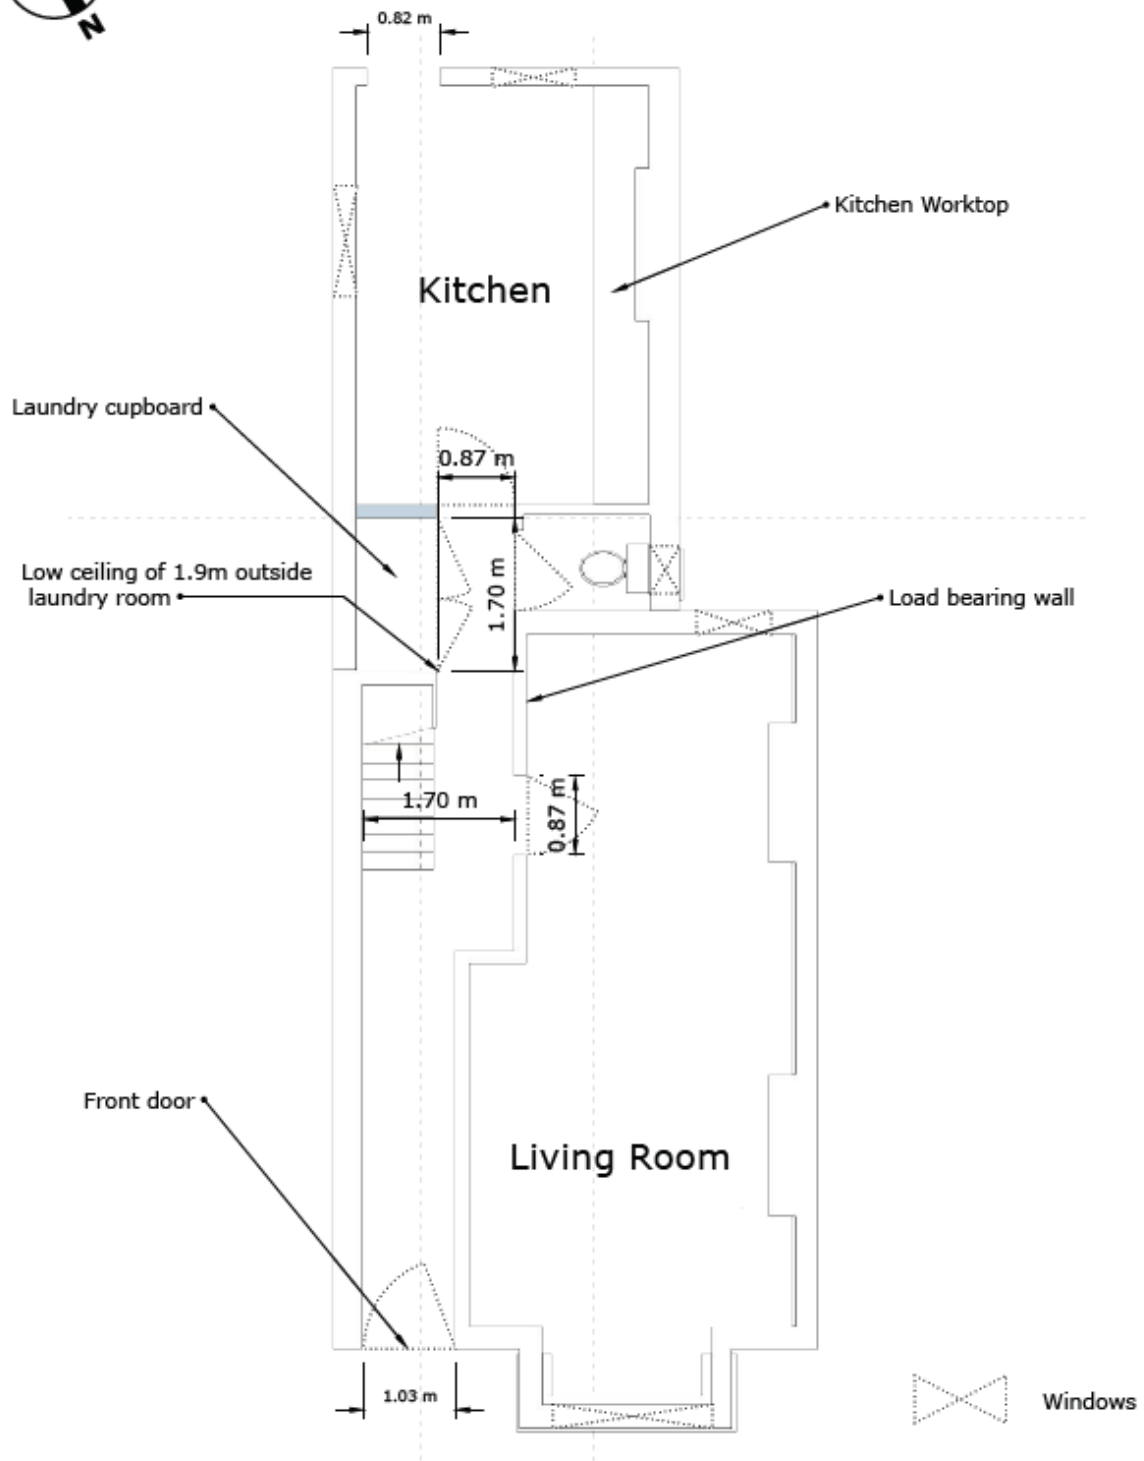 N
0.82 m
Kitchen Worktop
Kitchen
Laundry cupboard
0.87 m
Low ceiling of 1.9m outside
laundry room
1.70 m
Load bearing wall
1.70 m
0.87 m
Front door
Living Room
1.03 m
Windows